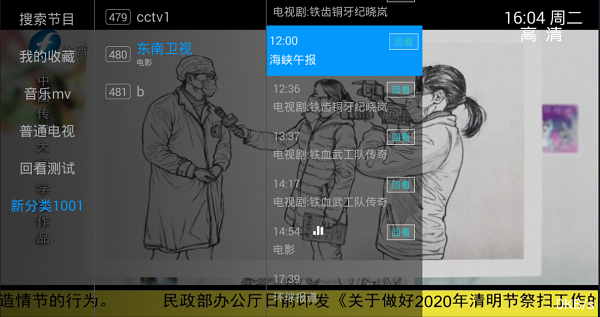 搜索节目
我的收藏
音乐mv
普通电视
回看测试
新分类1001
479 cctv1
480 东南卫视
电影
481 b
电视剧:铁齿铜牙纪晓岚
12:00 回看
海峡午报
12:36 回看
电视剧:铁齿铜牙纪晓岚
13:37 回看
电视剧:铁血武工队传奇
14:17 回看
电视剧:铁血武工队传奇
14:54 回看
电影
17:39
环球报道
16:04 周二
高清
中
传
大
学
作
品
造情节的行为。 民政部办公厅日前印发《关于做好2020年清明节祭扫工作的